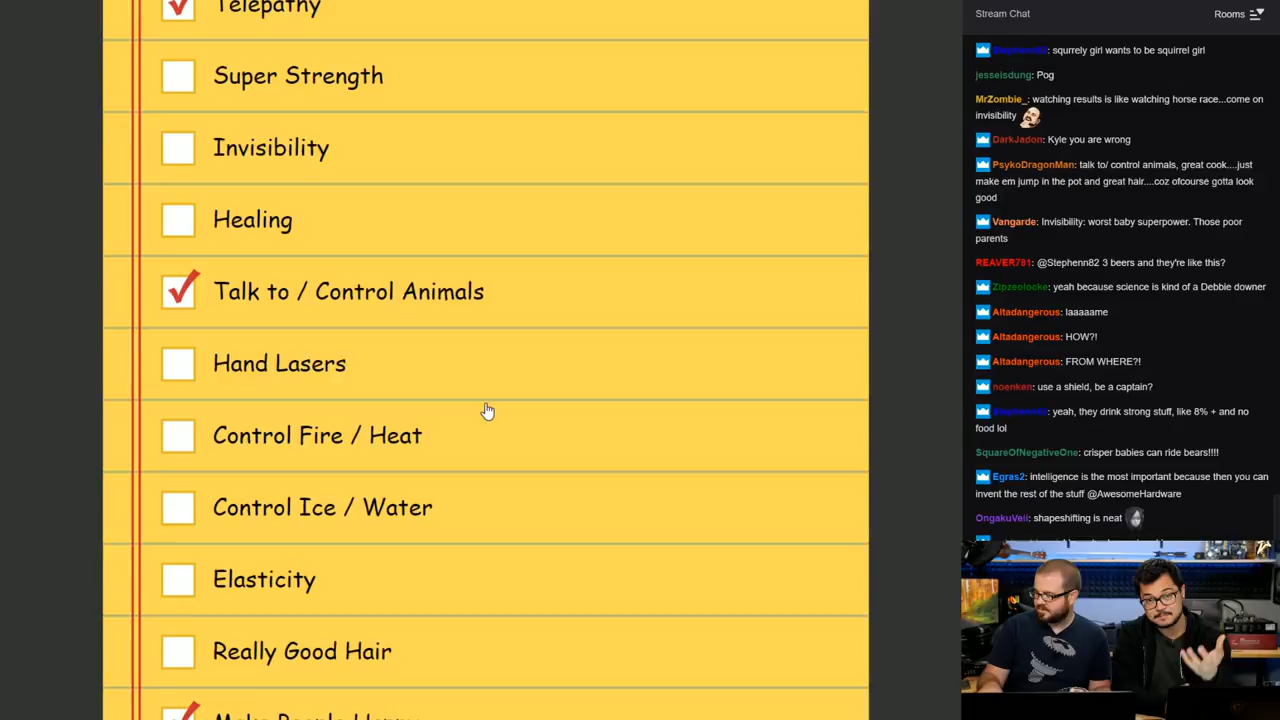 Telepathy
Super Strength
Invisibility
Healing
Talk to / Control Animals
Hand Lasers
Control Fire / Heat
Control Ice / Water
Elasticity
Really Good Hair
Make People Happy
Stream Chat
Rooms
Stephenn82: squrrely girl wants to be squirrel girl
jesseisdung: Pog
MrZombie_: watching results is like watching horse race...come on
invisibility
DarkJadon: Kyle you are wrong
PsykoDragonMan: talk to/ control animals, great cook....just
make em jump in the pot and great hair....coz ofcourse gotta look
good
Vangarde: Invisibility: worst baby superpower. Those poor
parents
REAVER781: @Stephenn82 3 beers and they're like this?
Zipzeolocke: yeah because science is kind of a Debbie downer
Altadangerous: laaaaame
Altadangerous: HOW?!
Altadangerous: FROM WHERE?!
noenken: use a shield, be a captain?
Stephenn82: yeah, they drink strong stuff, like 8% + and no
food lol
SquareOfNegativeOne: crisper babies can ride bears!!!!
Egras2: intelligence is the most important because then you can
invent the rest of the stuff @AwesomeHardware
OngakuVeii: shapeshifting is neat